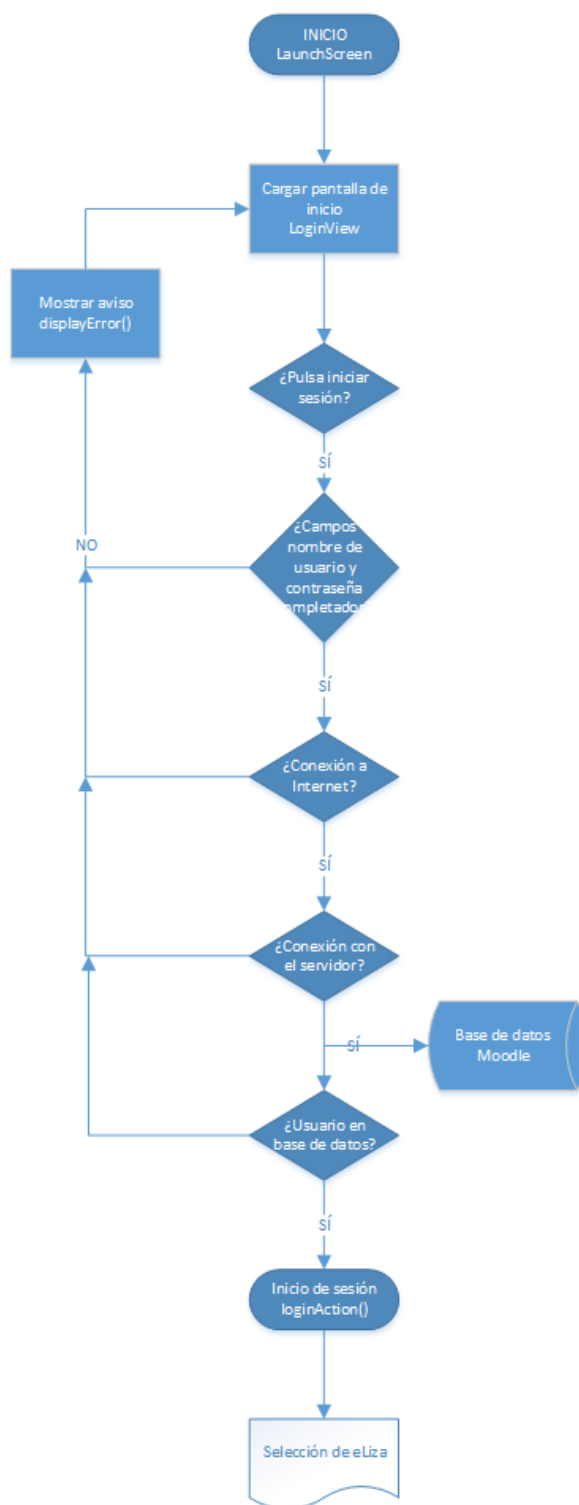 INICIO
LaunchScreen
Cargar pantalla de
inicio
LoginView
Mostrar aviso
displayError()
¿Pulsa iniciar
sesión?
SÍ
¿Campos
nombre de
usuario y
contraseña
ompletados
NO
SÍ
¿Conexión a
Internet?
SÍ
¿Conexión con
el servidor?
SÍ
Base de datos
Moodle
¿Usuario en
base de datos?
SÍ
Inicio de sesión
loginAction()
Selección de eLiza